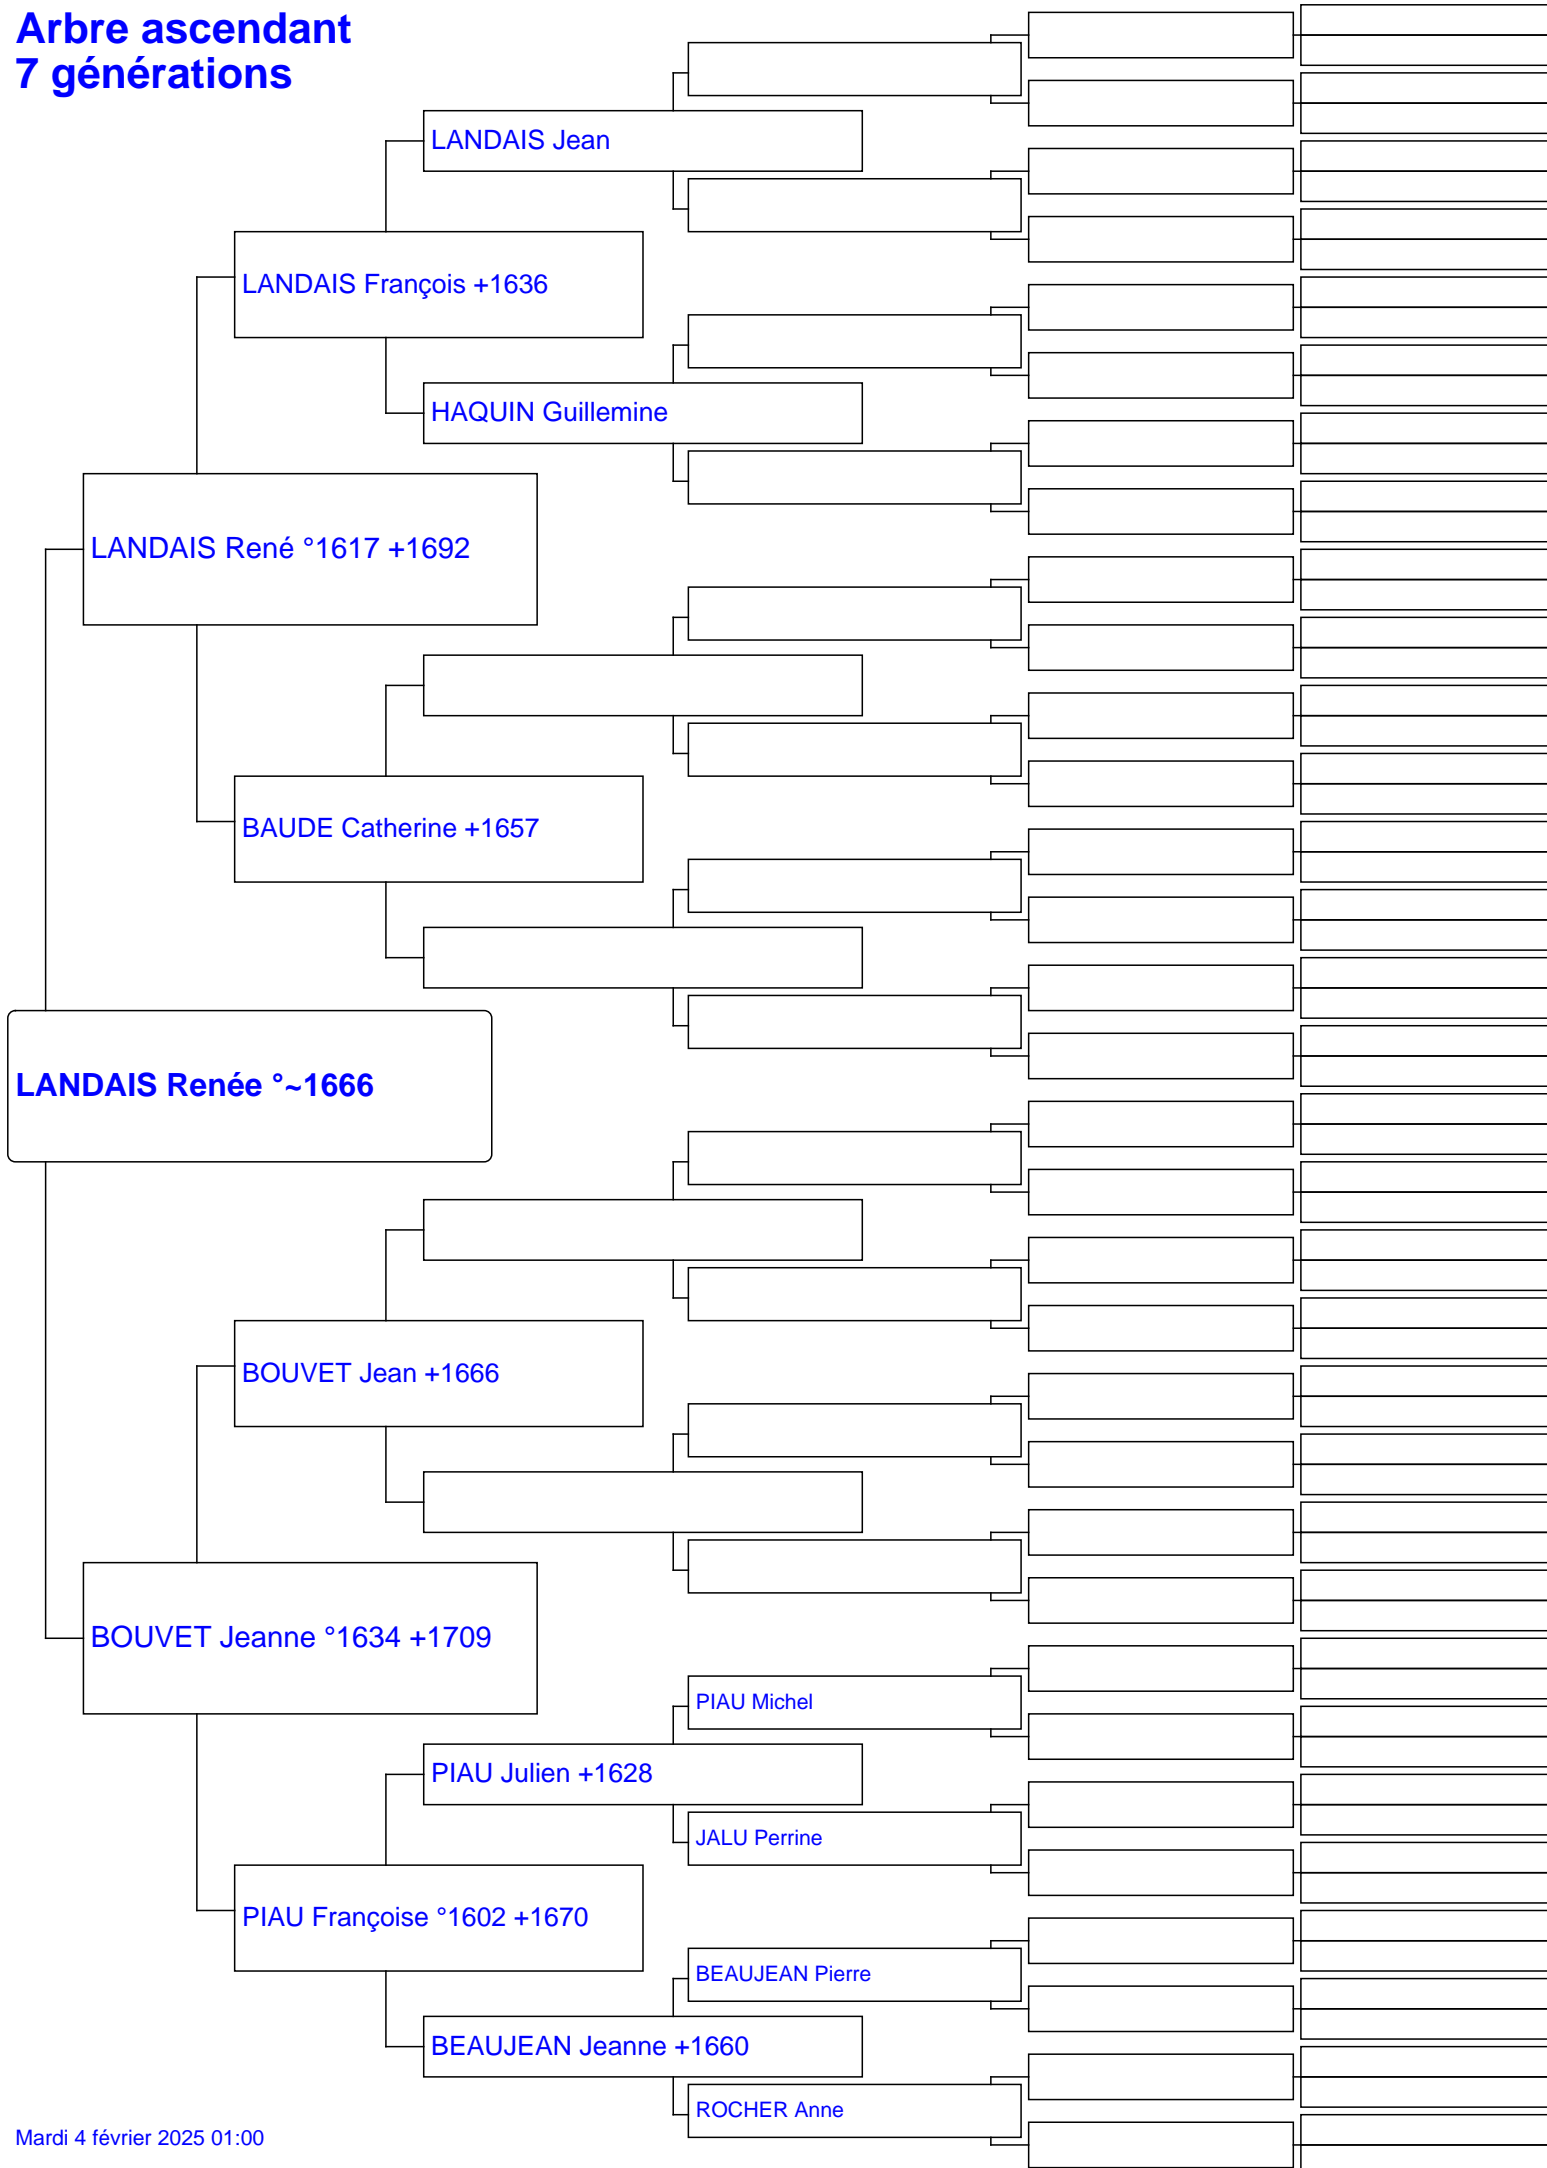 Arbre ascendant
7 générations
LANDAIS Jean
LANDAIS François +1636
HAQUIN Guillemine
LANDAIS René °1617 +1692
BAUDE Catherine +1657
LANDAIS Renée °~1666
BOUVET Jean +1666
BOUVET Jeanne °1634 +1709
PIAU Michel
PIAU Julien +1628
JALU Perrine
PIAU Françoise °1602 +1670
BEAUJEAN Pierre
BEAUJEAN Jeanne +1660
ROCHER Anne
Mardi 4 février 2025 01:00